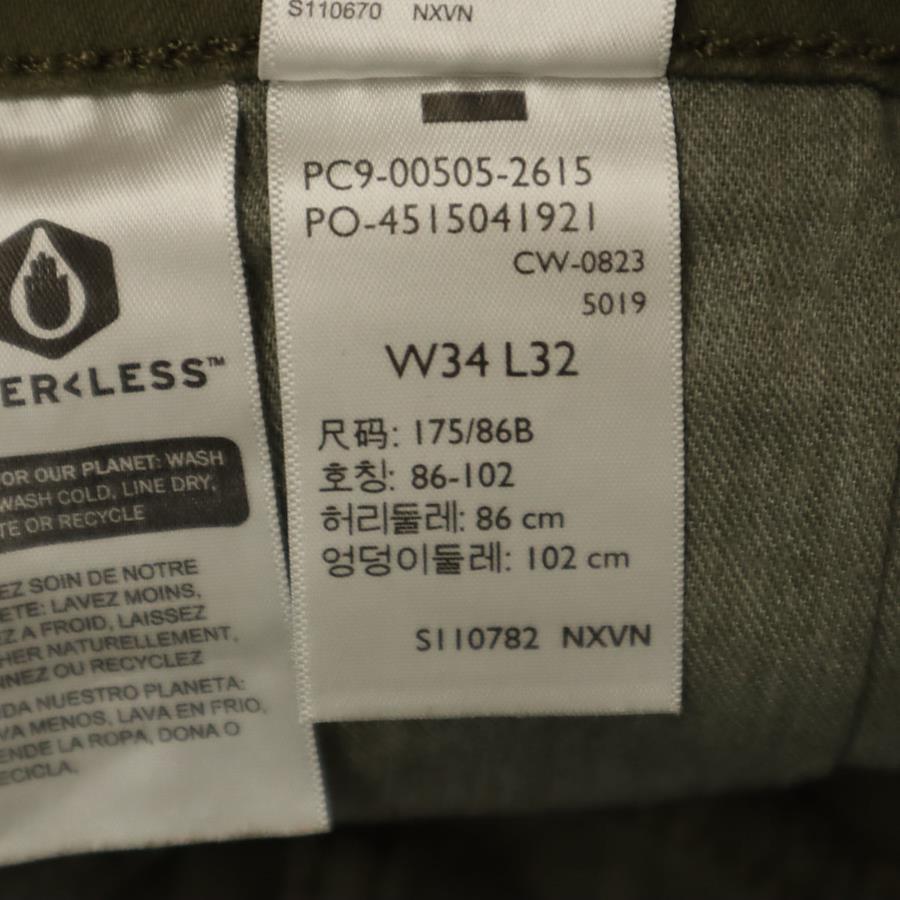 S110670 NXVN
PC9-00505-2615
PO-4515041921
CW-0823
5019
W34 L32
尺码: 175/86B
호칭: 86-102
허리둘레: 86 cm
엉덩이둘레: 102 cm
S110782 NXVN
ER<LESS™
OR OUR PLANET: WASH
WASH COLD, LINE DRY,
TE OR RECYCLE
EZ SOIN DE NOTRE
ETE: LAVEZ MOINS,
EZ A FROID, LAISSEZ
HER NATURELLEMENT,
NNEZ OU RECYCLEZ
DA NUESTRO PLANETA:
VA MENOS, LAVA EN FRIO,
ENDE LA ROPA, DONA O
ECICLA.